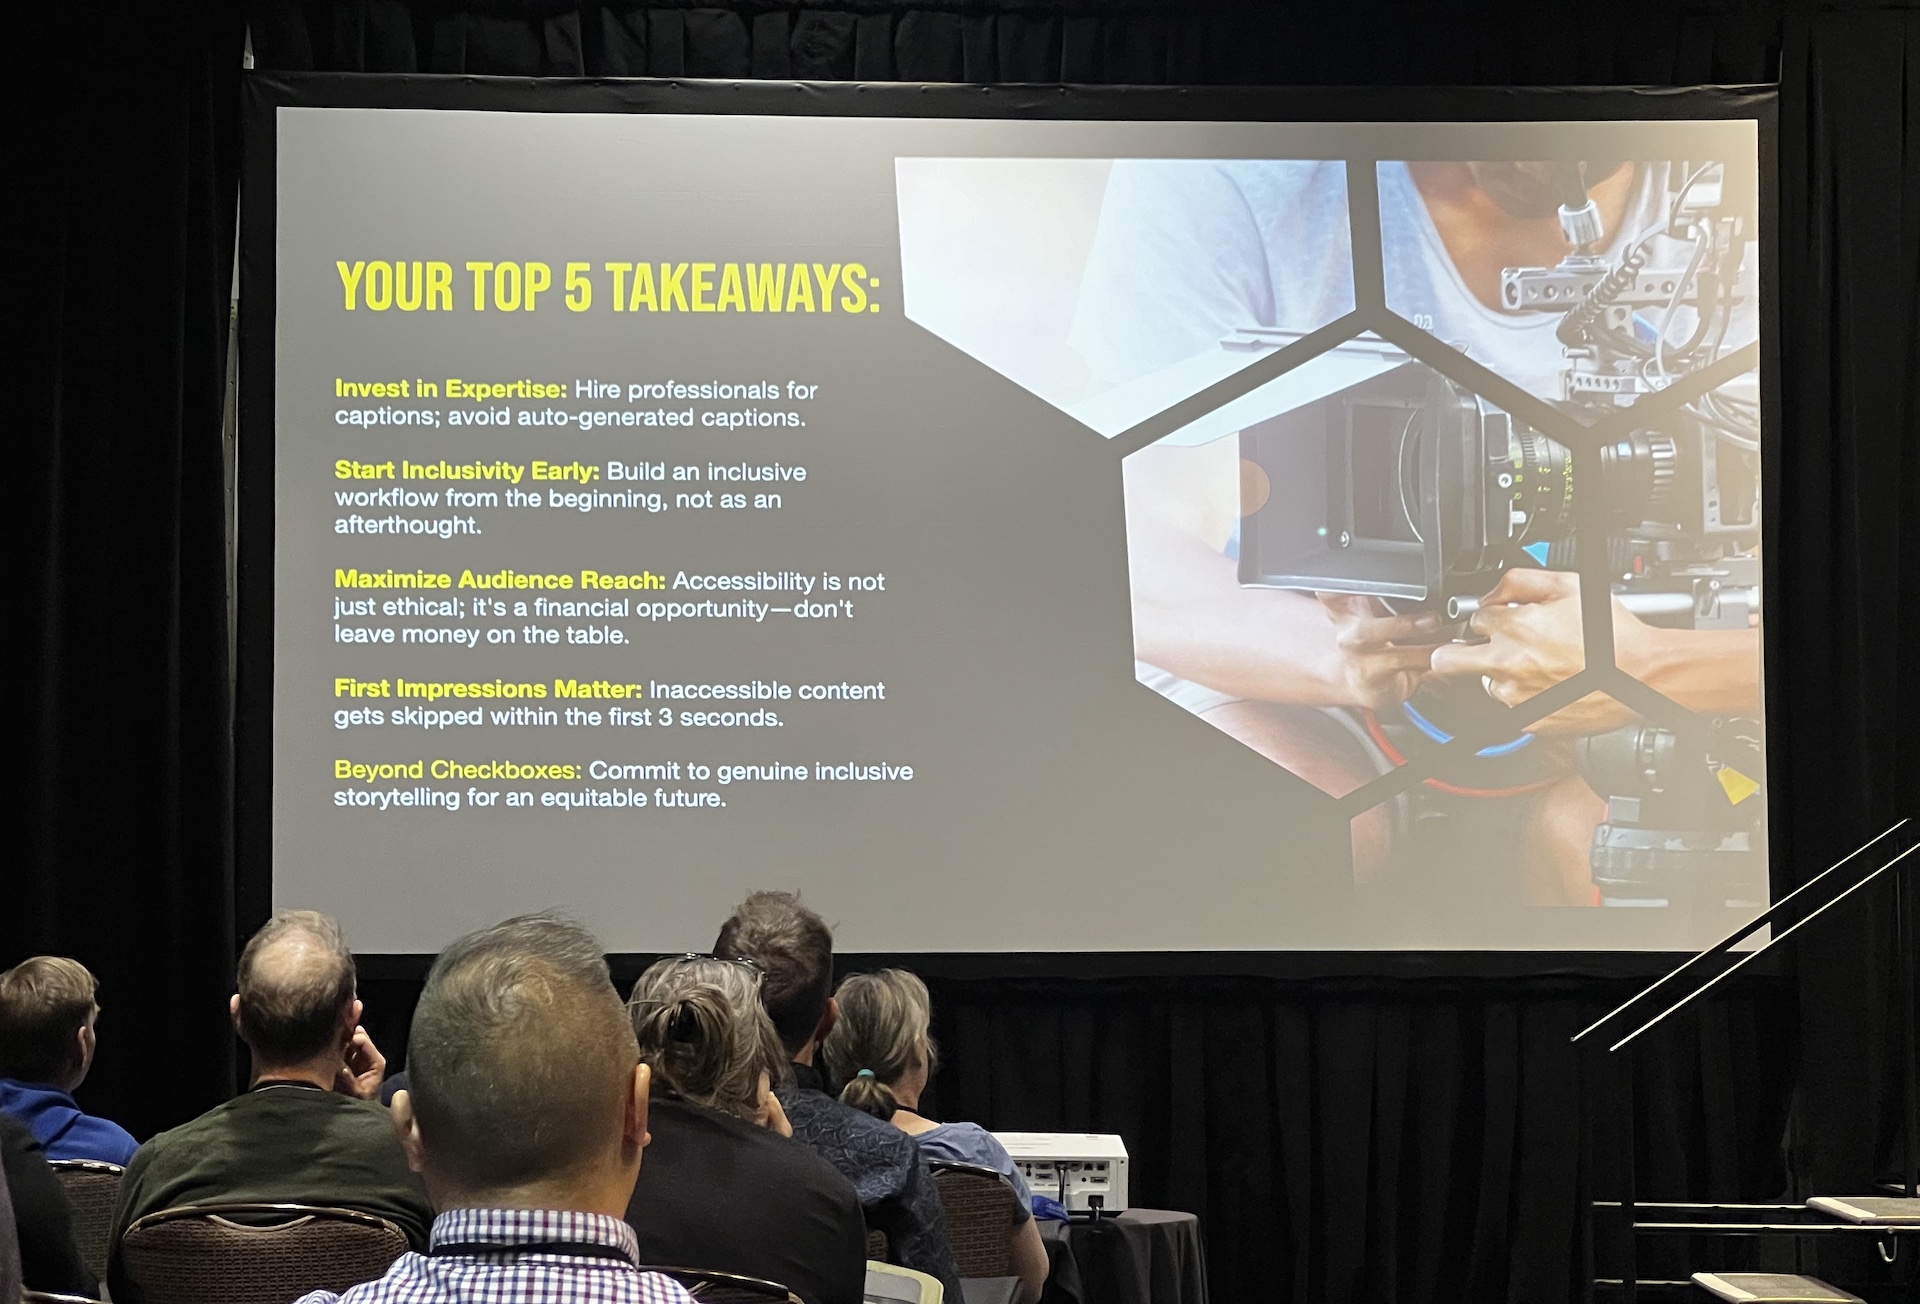 YOUR TOP 5 TAKEAWAYS:
Invest in Expertise: Hire professionals for
captions; avoid auto-generated captions.
Start Inclusivity Early: Build an inclusive
workflow from the beginning, not as an
afterthought.
Maximize Audience Reach: Accessibility is not
just ethical; it's a financial opportunity—don't
leave money on the table.
First Impressions Matter: Inaccessible content
gets skipped within the first 3 seconds.
Beyond Checkboxes: Commit to genuine inclusive
storytelling for an equitable future.